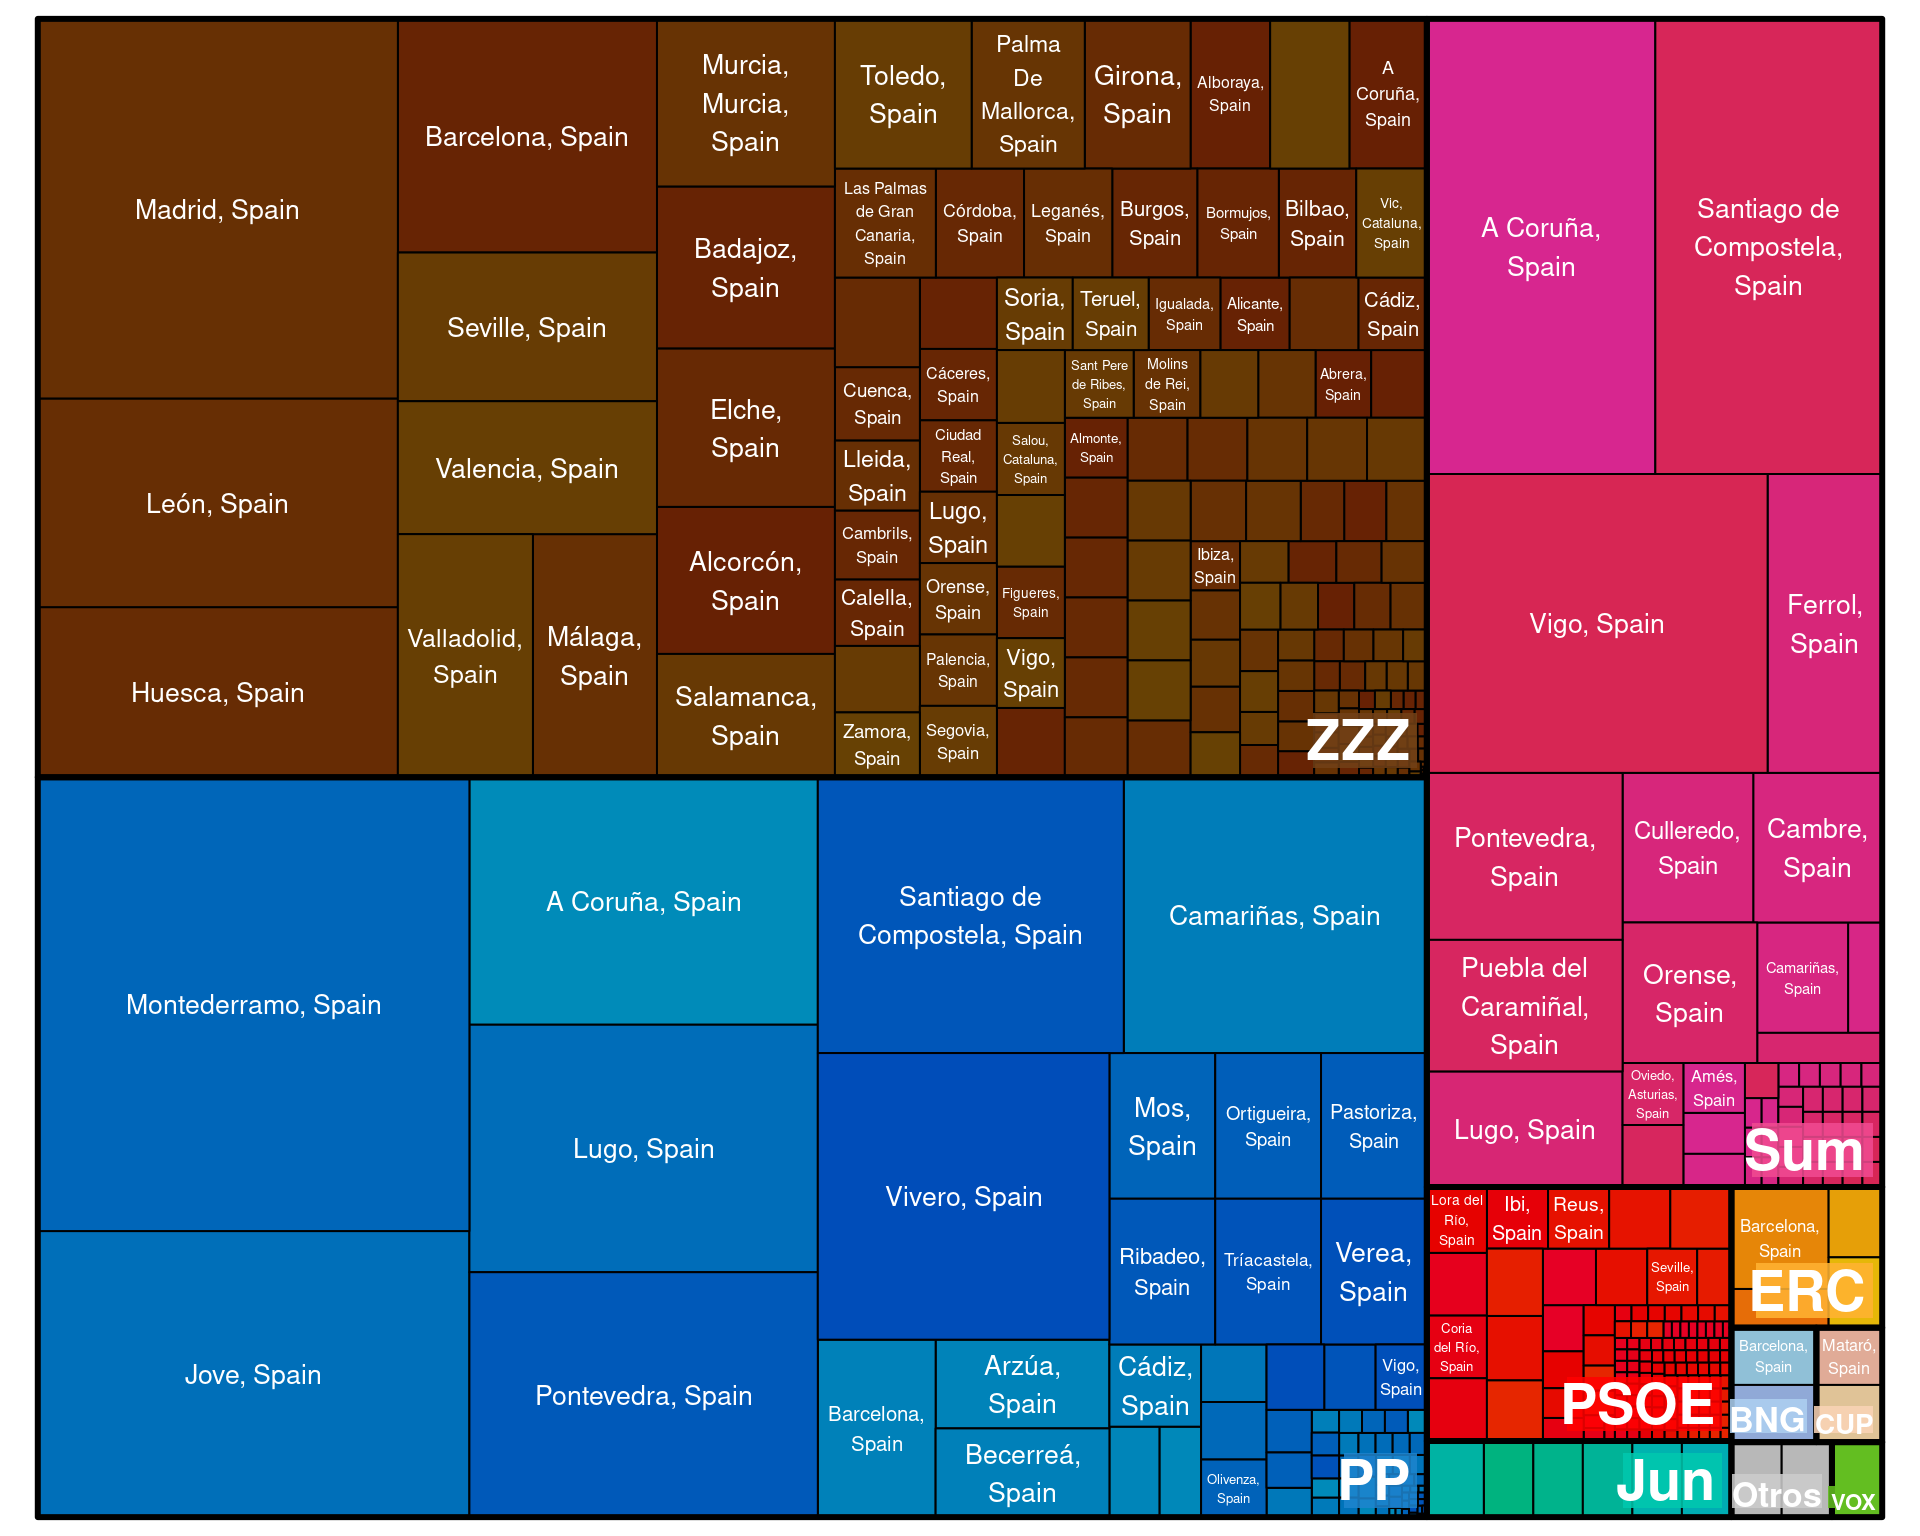 Madrid, Spain
León, Spain
Huesca, Spain
Barcelona, Spain
Seville, Spain
Valencia, Spain
Valladolid,
Spain
Málaga,
Spain
Murcia,
Murcia,
Spain
Badajoz,
Spain
Elche,
Spain
Alcorcón,
Spain
Salamanca,
Spain
Toledo,
Spain
Palma
De
Mallorca,
Spain
Girona,
Spain
Alboraya,
Spain
A
Coruña,
Spain
Las Palmas
de Gran
Canaria,
Spain
Córdoba,
Spain
Leganés,
Spain
Burgos,
Spain
Bormujos,
Spain
Bilbao,
Spain
Vic,
Cataluna,
Spain
Cuenca,
Spain
Lleida,
Spain
Cambrils,
Spain
Calella,
Spain
Zamora,
Spain
Cáceres,
Spain
Ciudad
Real,
Spain
Lugo,
Spain
Orense,
Spain
Palencia,
Spain
Segovia,
Spain
Soria,
Spain
Teruel,
Spain
Igualada,
Spain
Alicante,
Spain
Cádiz,
Spain
Salou,
Cataluna,
Spain
Figueres,
Spain
Vigo,
Spain
Sant Pere
de Ribes,
Spain
Molins
de Rei,
Spain
Abrera,
Spain
Almonte,
Spain
Ibiza,
Spain
ZZZ
Montederramo, Spain
Jove, Spain
A Coruña, Spain
Lugo, Spain
Pontevedra, Spain
Santiago de
Compostela, Spain
Camariñas, Spain
Vivero, Spain
Mos,
Spain
Ortigueira,
Spain
Pastoriza,
Spain
Ribadeo,
Spain
Tríacastela,
Spain
Verea,
Spain
Barcelona,
Spain
Arzúa,
Spain
Becerreá,
Spain
Cádiz,
Spain
Olivenza,
Spain
Vigo,
Spain
PP
A Coruña,
Spain
Santiago de
Compostela,
Spain
Vigo, Spain
Ferrol,
Spain
Pontevedra,
Spain
Puebla del
Caramiñal,
Spain
Lugo, Spain
Culleredo,
Spain
Cambre,
Spain
Orense,
Spain
Camariñas,
Spain
Oviedo,
Asturias,
Spain
Amés,
Spain
Sum
Lora del
Río,
Spain
Ibi,
Spain
Reus,
Spain
Seville,
Spain
Coria
del Río,
Spain
PSOE
Barcelona,
Spain
ERC
Barcelona,
Spain
BNG
Mataró,
Spain
CUP
Jun
Otros
VOX